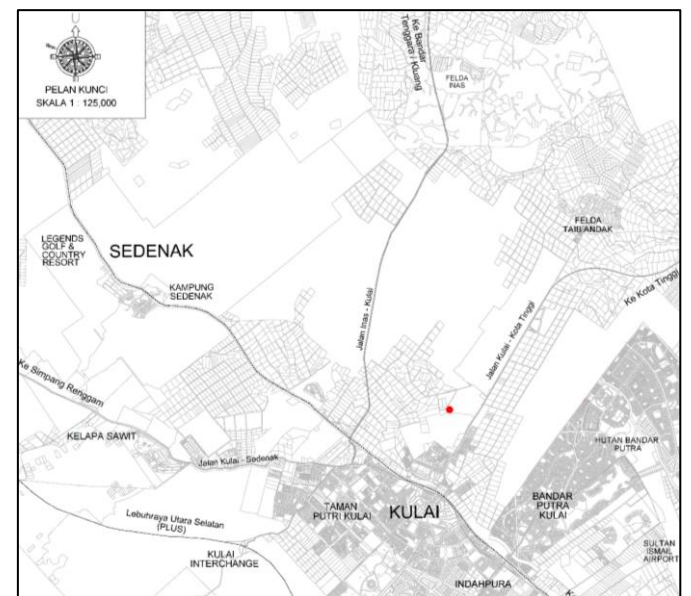 U
PELAN KUNCI
SKALA 1 : 125,000
Ke Bandar
Tenggara / Kluang
FELDA
INAS
FELDA
TAIB ANDAK
LEGENDS
GOLF &
COUNTRY
RESORT
SEDENAK
KAMPUNG
SEDENAK
Ke Kota Tinggi
Jalan Inas - Kulai
Jalan Kulai - Kota Tinggi
Ke Simpang Renggam
KELAPA SAWIT
HUTAN BANDAR
PUTRA
Jalan Kulai - Sedenak
TAMAN
PUTRI KULAI
KULAI
BANDAR
PUTRA
KULAI
Lebuhraya Utara Selatan
(PLUS)
KULAI
INTERCHANGE
SULTAN
ISMAIL
AIRPORT
INDAHPURA